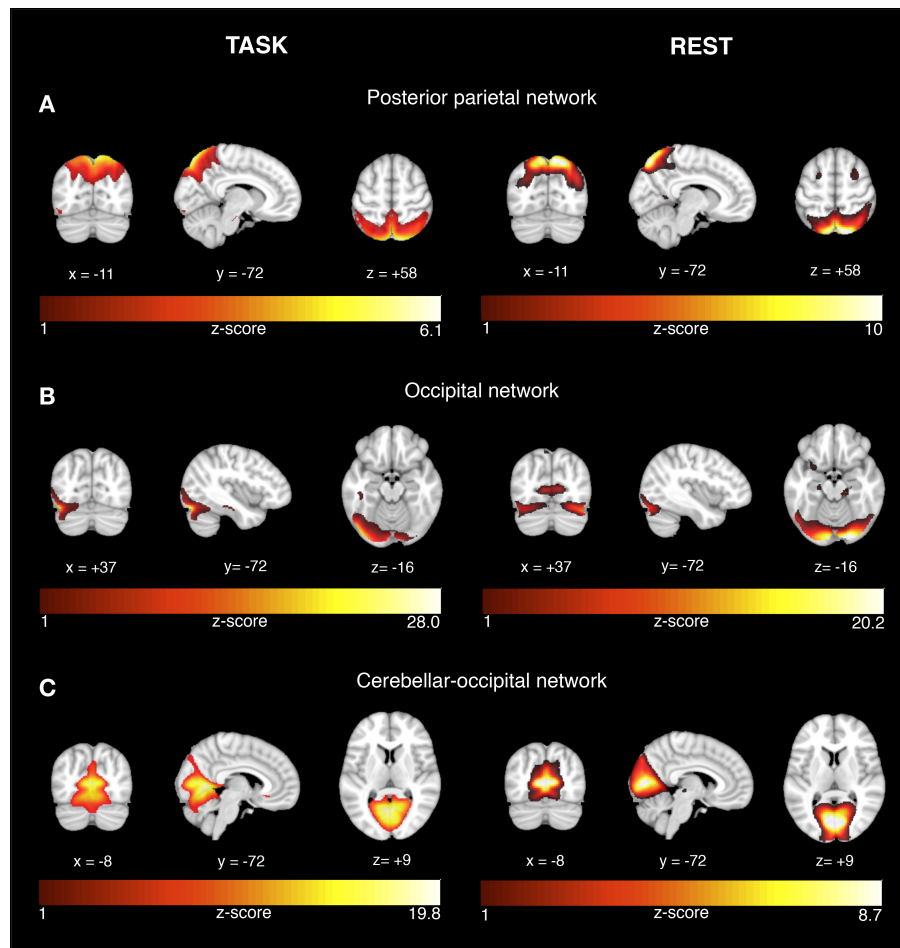 TASK REST
A Posterior parietal network
x = -11 y = -72 z = +58 x = -11 y = -72 z = +58
1 z-score 6.1 1 z-score 10
B Occipital network
x = +37 y= -72 z= -16 x = +37 y= -72 z= -16
1 z-score 28.0 1 z-score 20.2
C Cerebellar-occipital network
x = -8 y = -72 z= +9 x = -8 y = -72 z= +9
1 z-score 19.8 1 z-score 8.7